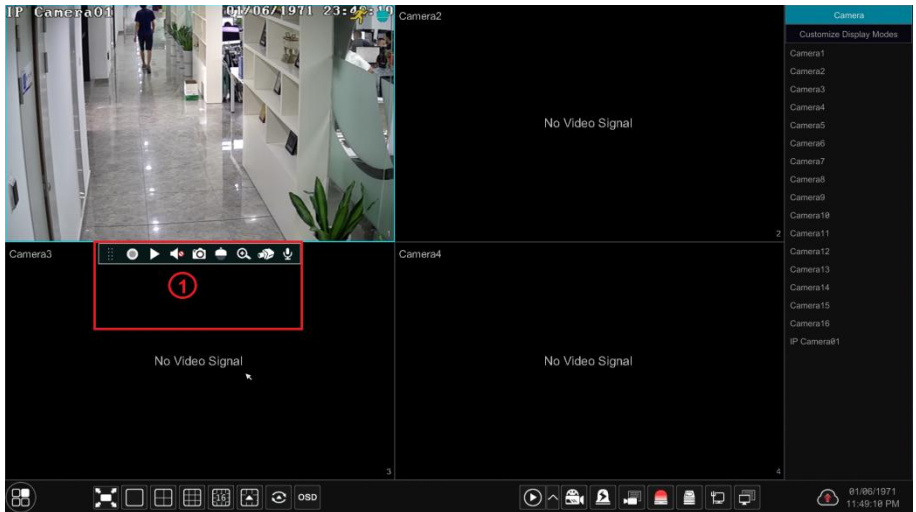 IP Camera01
01/06/1971 23:
Camera2
No Video Signal
1
2
Camera3
1
No Video Signal
3
Camera4
No Video Signal
4
Camera
Customize Display Modes
Camera1
Camera2
Camera3
Camera4
Camera5
Camera6
Camera7
Camera8
Camera9
Camera10
Camera11
Camera12
Camera13
Camera14
Camera15
Camera16
IP Camera01
16
OSD
01/06/1971
11:49:10 PM